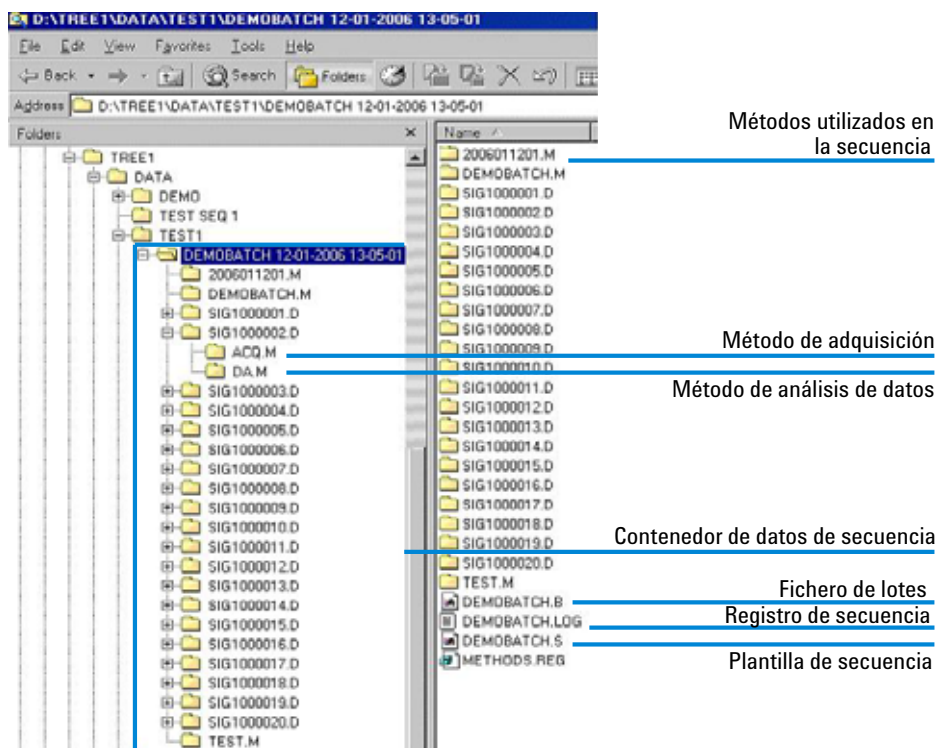 D:\TREE1\DATA\TEST1\DEMOBATCH 12-01-2006 13-05-01
File Edit View Favorites Tools Help
Back Search Folders
Address D:\TREE1\DATA\TEST1\DEMOBATCH 12-01-2006 13-05-01
Folders
TREE1
DATA
DEMO
TEST SEQ 1
TEST1
DEMOBATCH 12-01-2006 13-05-01
2006011201.M
DEMOBATCH.M
SIG1000001.D
SIG1000002.D
ACQ.M
DA.M
SIG1000003.D
SIG1000004.D
SIG1000005.D
SIG1000006.D
SIG1000007.D
SIG1000008.D
SIG1000009.D
SIG1000010.D
SIG1000011.D
SIG1000012.D
SIG1000013.D
SIG1000014.D
SIG1000015.D
SIG1000016.D
SIG1000017.D
SIG1000018.D
SIG1000019.D
SIG1000020.D
TEST.M
Name
2006011201.M
DEMOBATCH.M
SIG1000001.D
SIG1000002.D
SIG1000003.D
SIG1000004.D
SIG1000005.D
SIG1000006.D
SIG1000007.D
SIG1000008.D
SIG1000009.D
SIG1000010.D
SIG1000011.D
SIG1000012.D
SIG1000013.D
SIG1000014.D
SIG1000015.D
SIG1000016.D
SIG1000017.D
SIG1000018.D
SIG1000019.D
SIG1000020.D
TEST.M
DEMOBATCH.B
DEMOBATCH.LOG
DEMOBATCH.S
METHODS.REG
Métodos utilizados en
la secuencia
Método de adquisición
Método de análisis de datos
Contenedor de datos de secuencia
Fichero de lotes
Registro de secuencia
Plantilla de secuencia